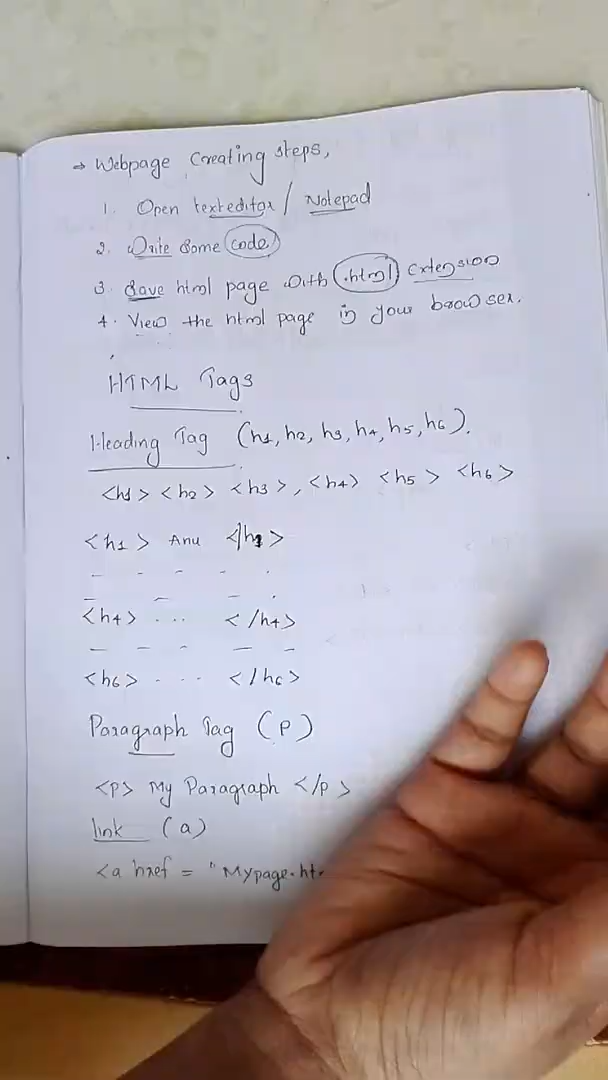 → Webpage Creating steps,
1. Open texteditor / Notepad
2. Write Some code
3. Save html page with .html extension
4. View the html page in your browser.
HTML Tags
Heading Tag (h1, h2, h3, h4, h5, h6).
<h1> <h2> <h3>, <h4> <h5> <h6>
<h1> Anu </h1>
- - - - .
- - .
<h4> ... </h4>
- - - - -
<h6> . ... </h6>
Paragraph Tag (P)
<P> My Paragraph </P>
link (a)
<a href = "Mypage.ht